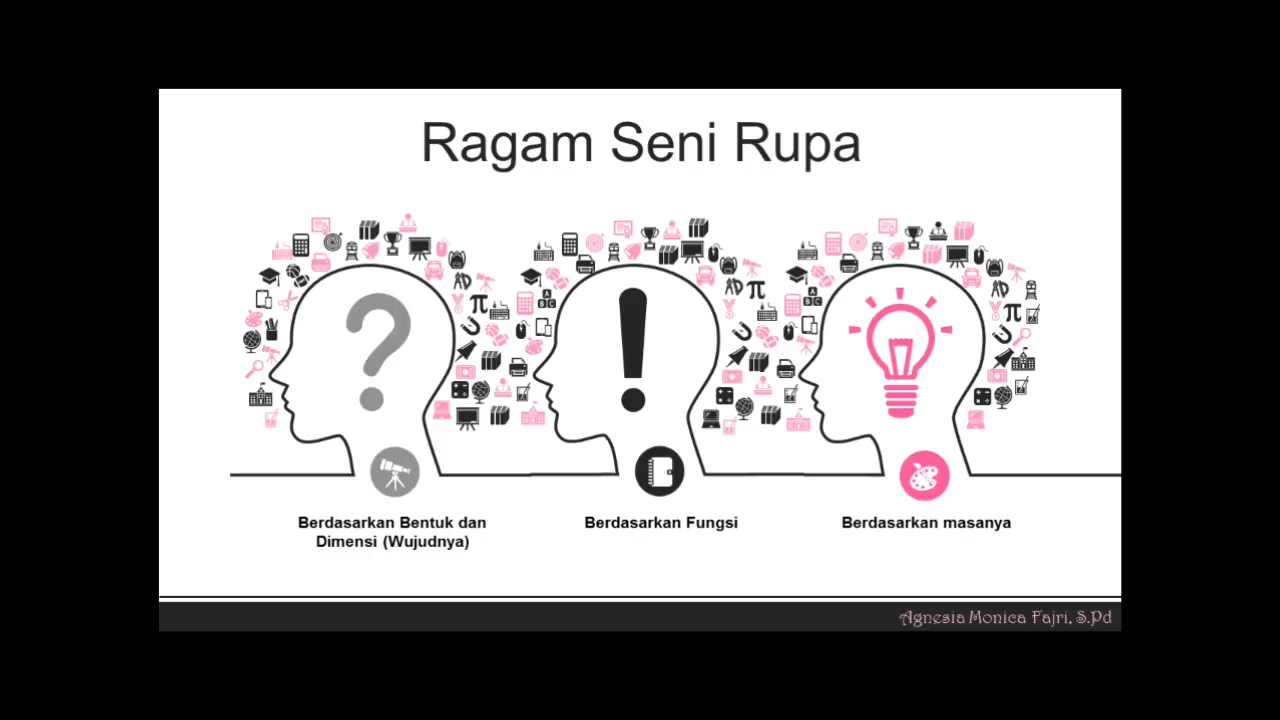 Ragam Seni Rupa
Berdasarkan Bentuk dan
Dimensi (Wujudnya)
Berdasarkan Fungsi
Berdasarkan masanya
Agnesia Monica Fajri, S.Pd